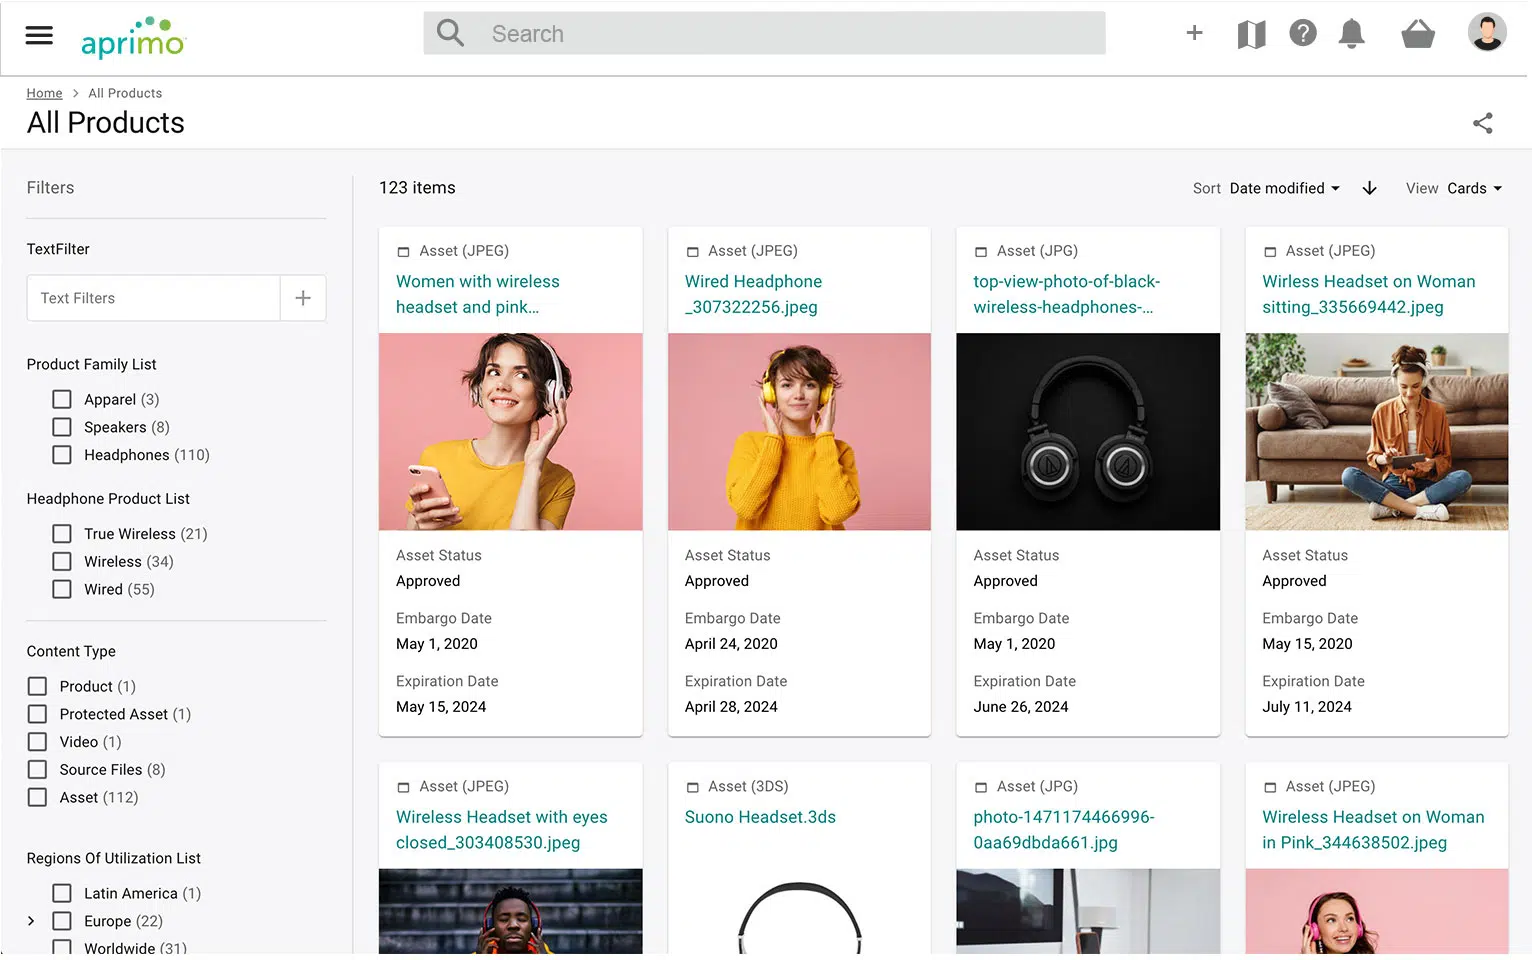 aprimo
Search
Home > All Products
All Products
Filters
TextFilter
Text Filters
Product Family List
Apparel (3)
Speakers (8)
Headphones (110)
Headphone Product List
True Wireless (21)
Wireless (34)
Wired (55)
Content Type
Product (1)
Protected Asset (1)
Video (1)
Source Files (8)
Asset (112)
Regions Of Utilization List
Latin America (1)
Europe (22)
Worldwide (31)
123 items
Sort Date modified
View Cards
Asset (JPEG)
Women with wireless
headset and pink...
Asset Status
Approved
Embargo Date
May 1, 2020
Expiration Date
May 15, 2024
Asset (JPEG)
Wired Headphone
_307322256.jpeg
Asset Status
Approved
Embargo Date
April 24, 2020
Expiration Date
April 28, 2024
Asset (JPG)
top-view-photo-of-black-
wireless-headphones-...
Asset Status
Approved
Embargo Date
May 1, 2020
Expiration Date
June 26, 2024
Asset (JPEG)
Wirless Headset on Woman
sitting_335669442.jpeg
Asset Status
Approved
Embargo Date
May 15, 2020
Expiration Date
July 11, 2024
Asset (JPEG)
Wireless Headset with eyes
closed_303408530.jpeg
Asset (3DS)
Suono Headset.3ds
Asset (JPG)
photo-1471174466996-
0aa69dbda661.jpg
Asset (JPEG)
Wireless Headset on Woman
in Pink_344638502.jpeg